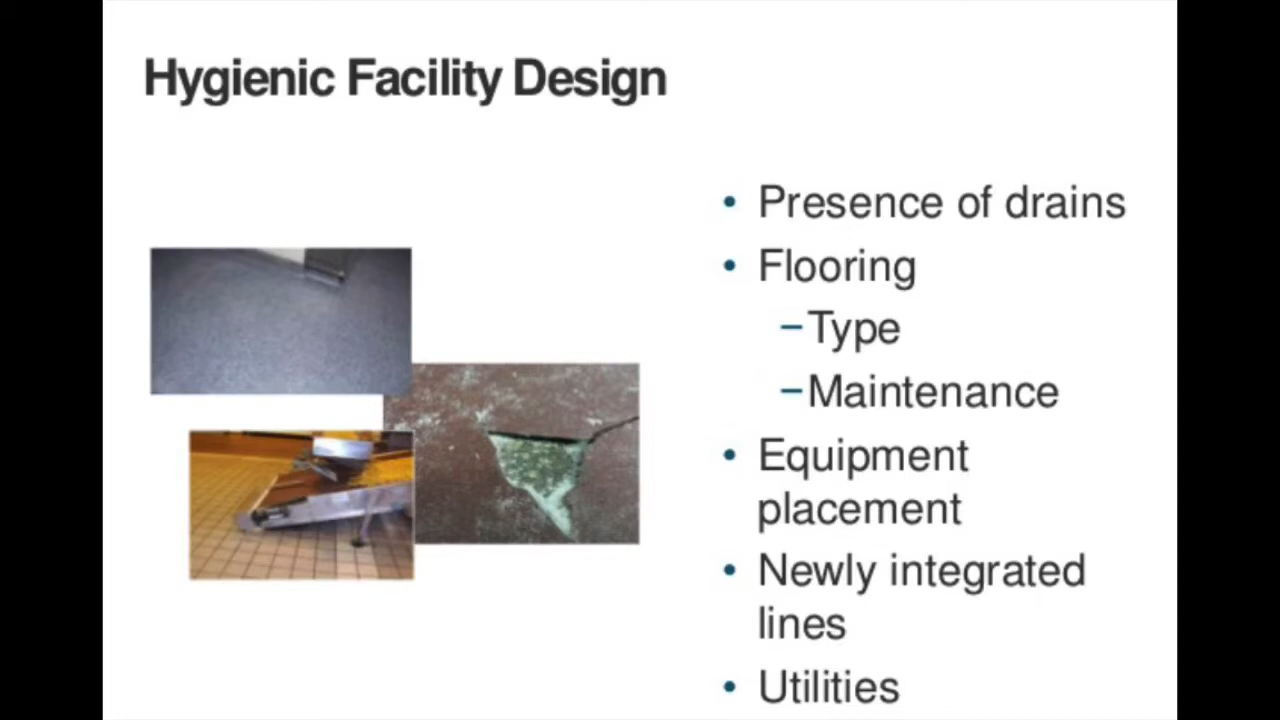 Hygienic Facility Design
• Presence of drains
• Flooring
–Type
–Maintenance
• Equipment
placement
• Newly integrated
lines
• Utilities